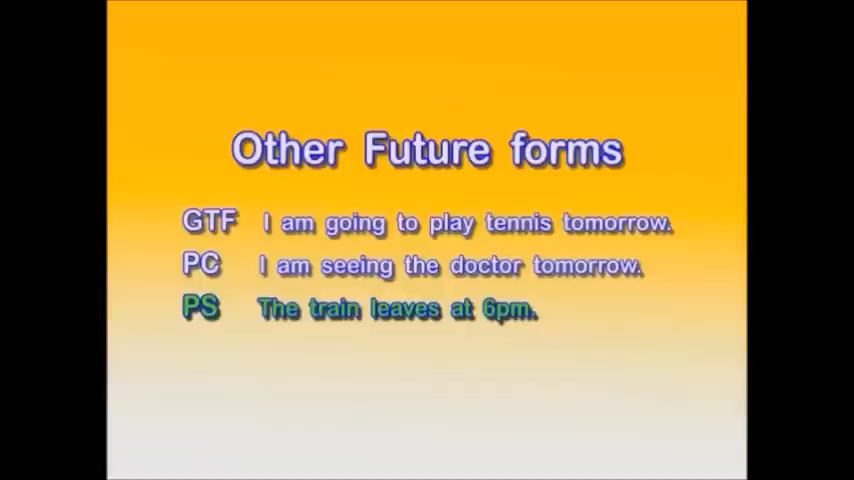 Other Future forms
GTF I am going to play tennis tomorrow.
PC I am seeing the doctor tomorrow.
PS The train leaves at 6pm.